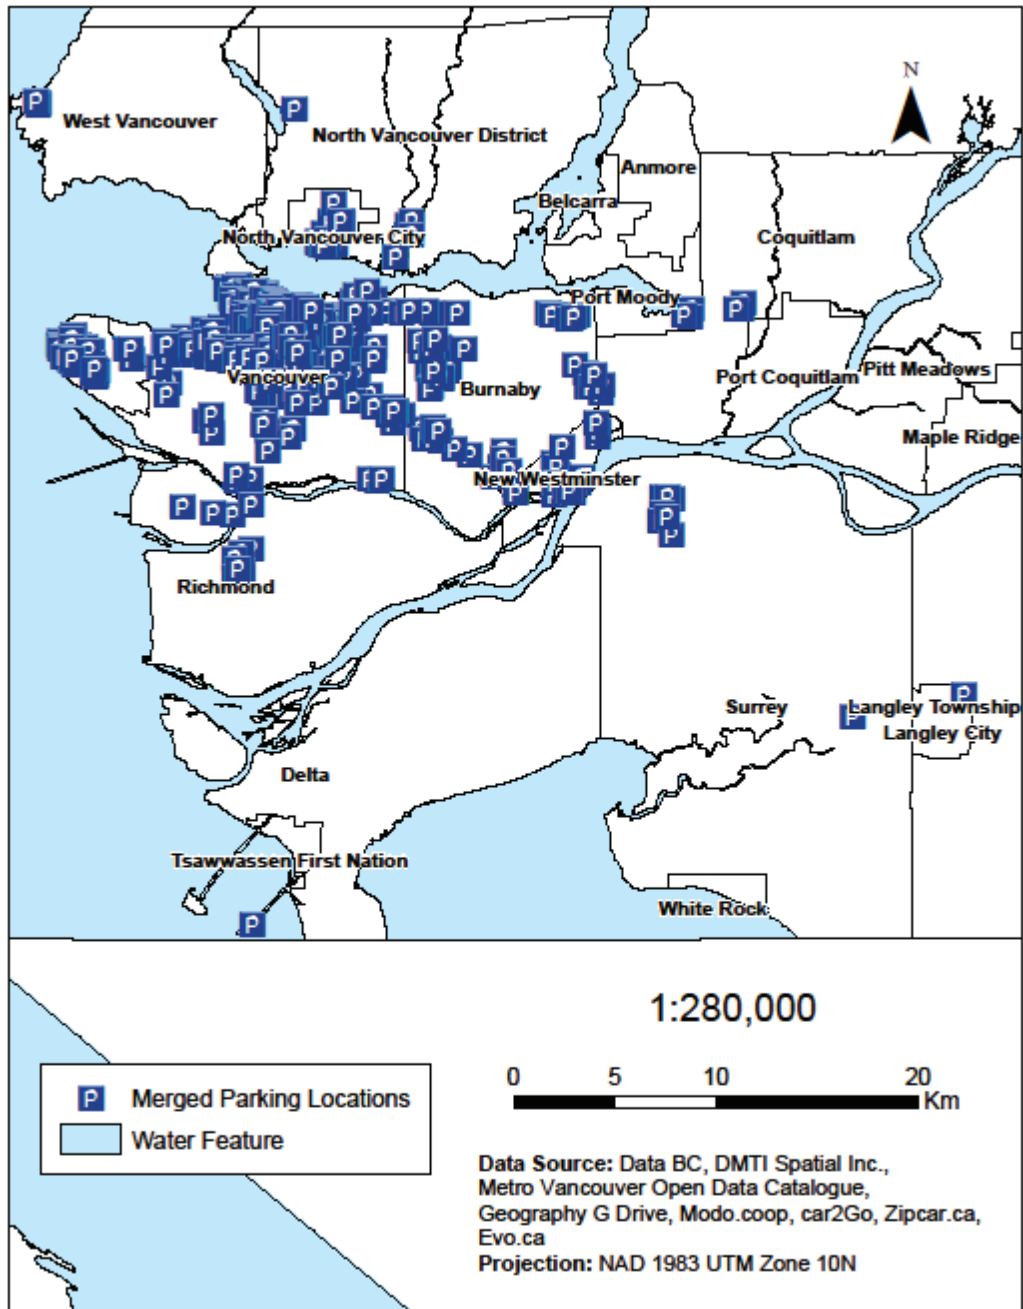 N
West Vancouver
North Vancouver District
Anmore
Belcarra
North Vancouver City
Coquitlam
Port Moody
Vancouver
Burnaby
Port Coquitlam
Pitt Meadows
Maple Ridge
New Westminster
Richmond
Surrey
Langley Township
Langley City
Delta
Tsawwassen First Nation
White Rock
1:280,000
0 5 10 20
Km
P Merged Parking Locations
Water Feature
Data Source: Data BC, DMTI Spatial Inc.,
Metro Vancouver Open Data Catalogue,
Geography G Drive, Modo.coop, car2Go, Zipcar.ca,
Evo.ca
Projection: NAD 1983 UTM Zone 10N